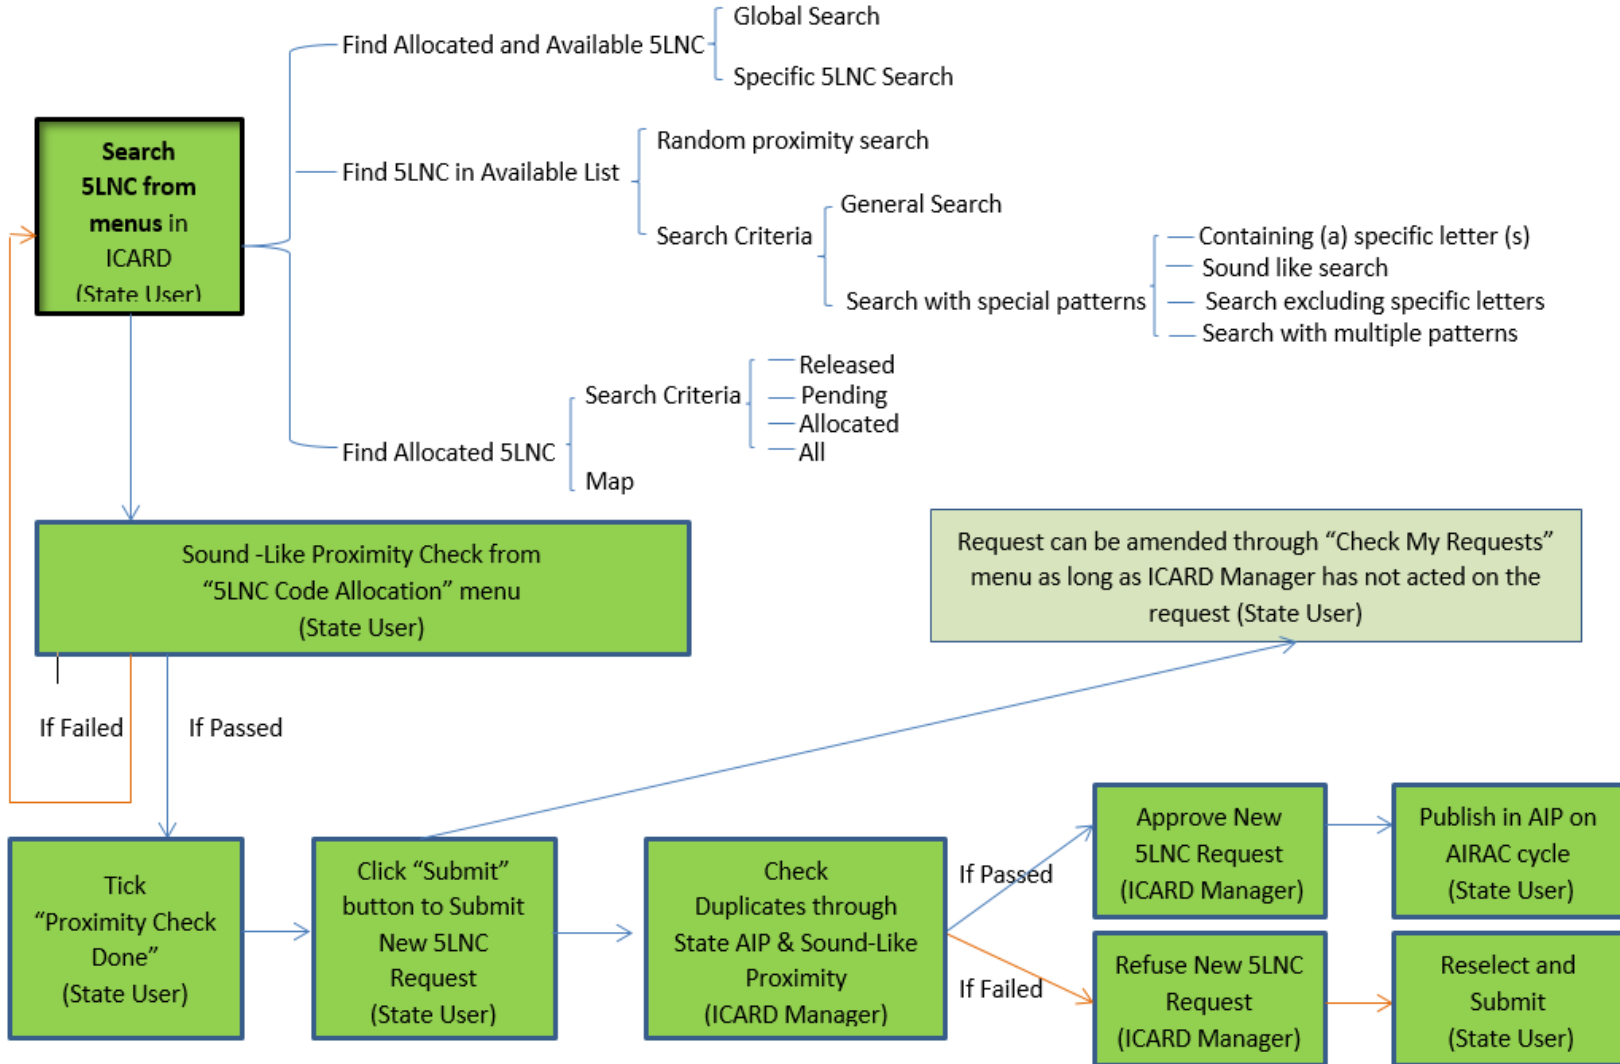 Global Search
Find Allocated and Available 5LNC
Specific 5LNC Search
Search
5LNC from
menus in
ICARD
(State User)
Random proximity search
Find 5LNC in Available List
General Search
Search Criteria
Containing (a) specific letter (s)
Sound like search
Search with special patterns
Search excluding specific letters
Search with multiple patterns
Released
Search Criteria
Pending
Allocated
Find Allocated 5LNC
All
Map
Sound -Like Proximity Check from
“5LNC Code Allocation” menu
(State User)
Request can be amended through “Check My Requests”
menu as long as ICARD Manager has not acted on the
request (State User)
If Failed
If Passed
Tick
“Proximity Check
Done”
(State User)
Click “Submit”
button to Submit
New 5LNC
Request
(State User)
Check
Duplicates through
State AIP & Sound-Like
Proximity
(ICARD Manager)
If Passed
If Failed
Approve New
5LNC Request
(ICARD Manager)
Publish in AIP on
AIRAC cycle
(State User)
Refuse New 5LNC
Request
(ICARD Manager)
Reselect and
Submit
(State User)